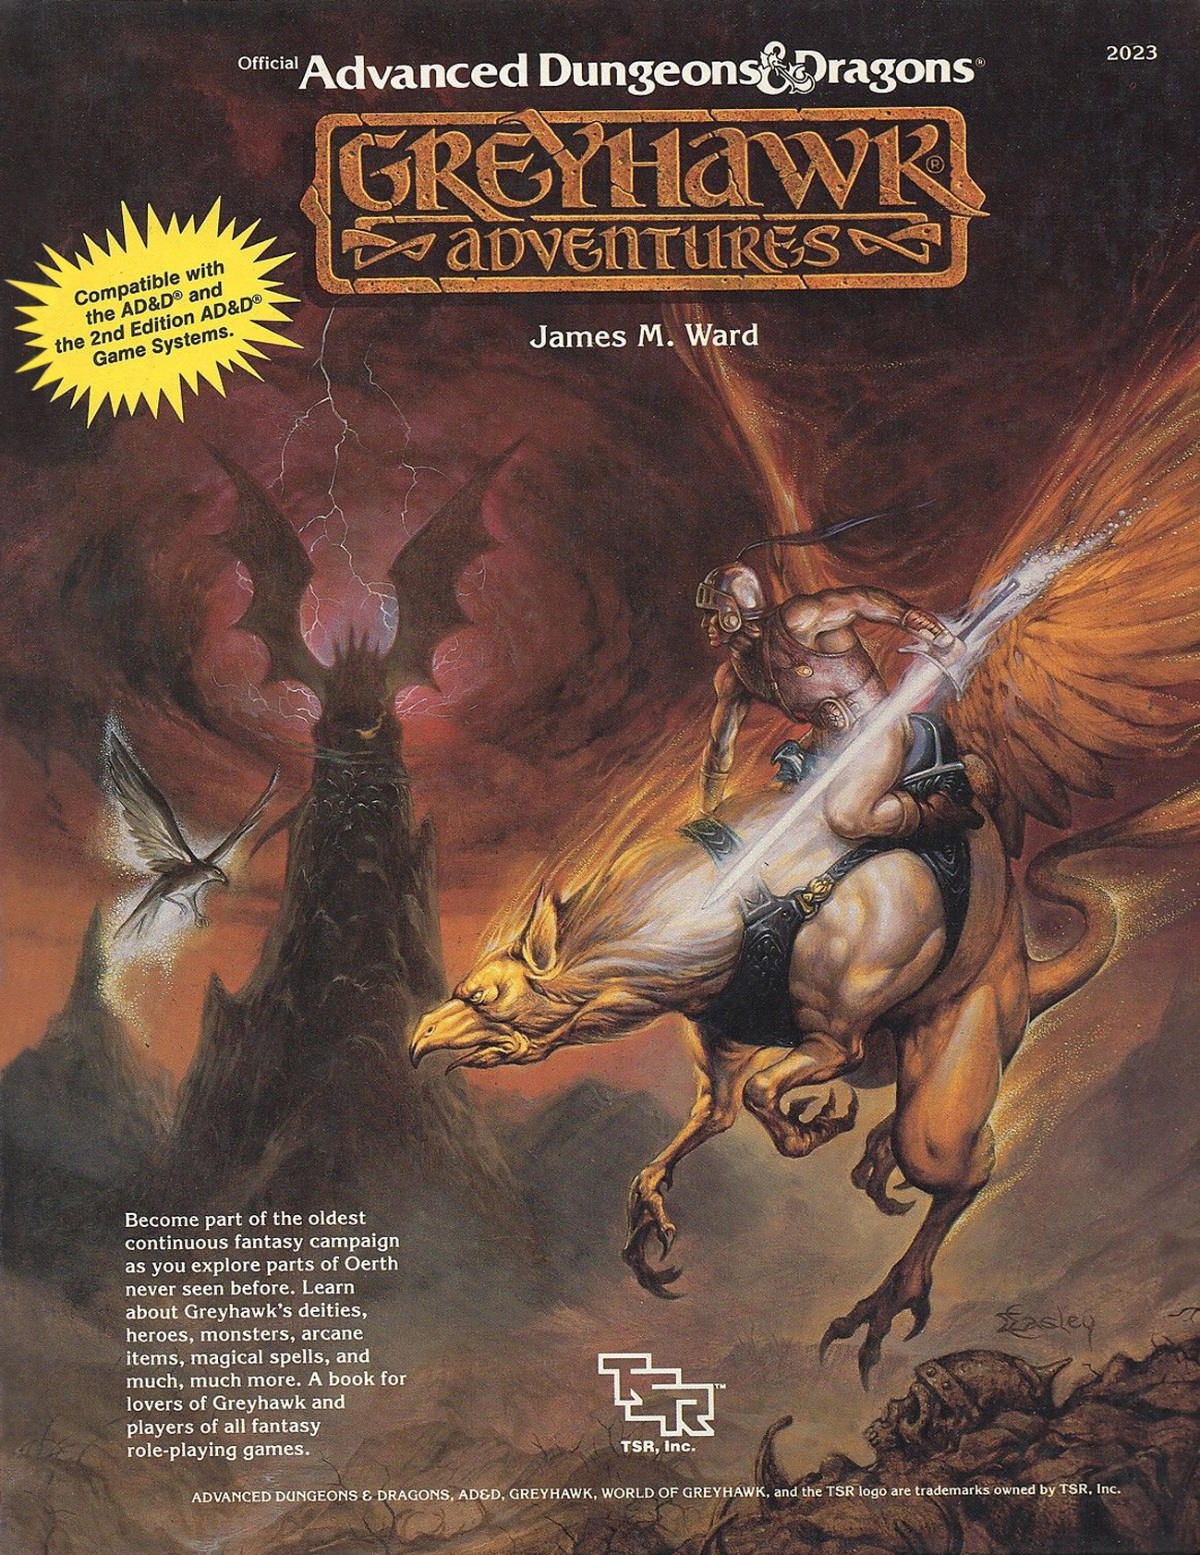 Official Advanced Dungeons & Dragons®
2023
GREYHAWK®
ADVENTURES
Compatible with
the AD&D® and
the 2nd Edition AD&D®
Game Systems.
James M. Ward
Become part of the oldest
continuous fantasy campaign
as you explore parts of Oerth
never seen before. Learn
about Greyhawk's deities,
heroes, monsters, arcane
items, magical spells, and
much, much more. A book for
lovers of Greyhawk and
players of all fantasy
role-playing games.
Easley
TSR™
TSR, Inc.
ADVANCED DUNGEONS & DRAGONS, AD&D, GREYHAWK, WORLD OF GREYHAWK, and the TSR logo are trademarks owned by TSR, Inc.